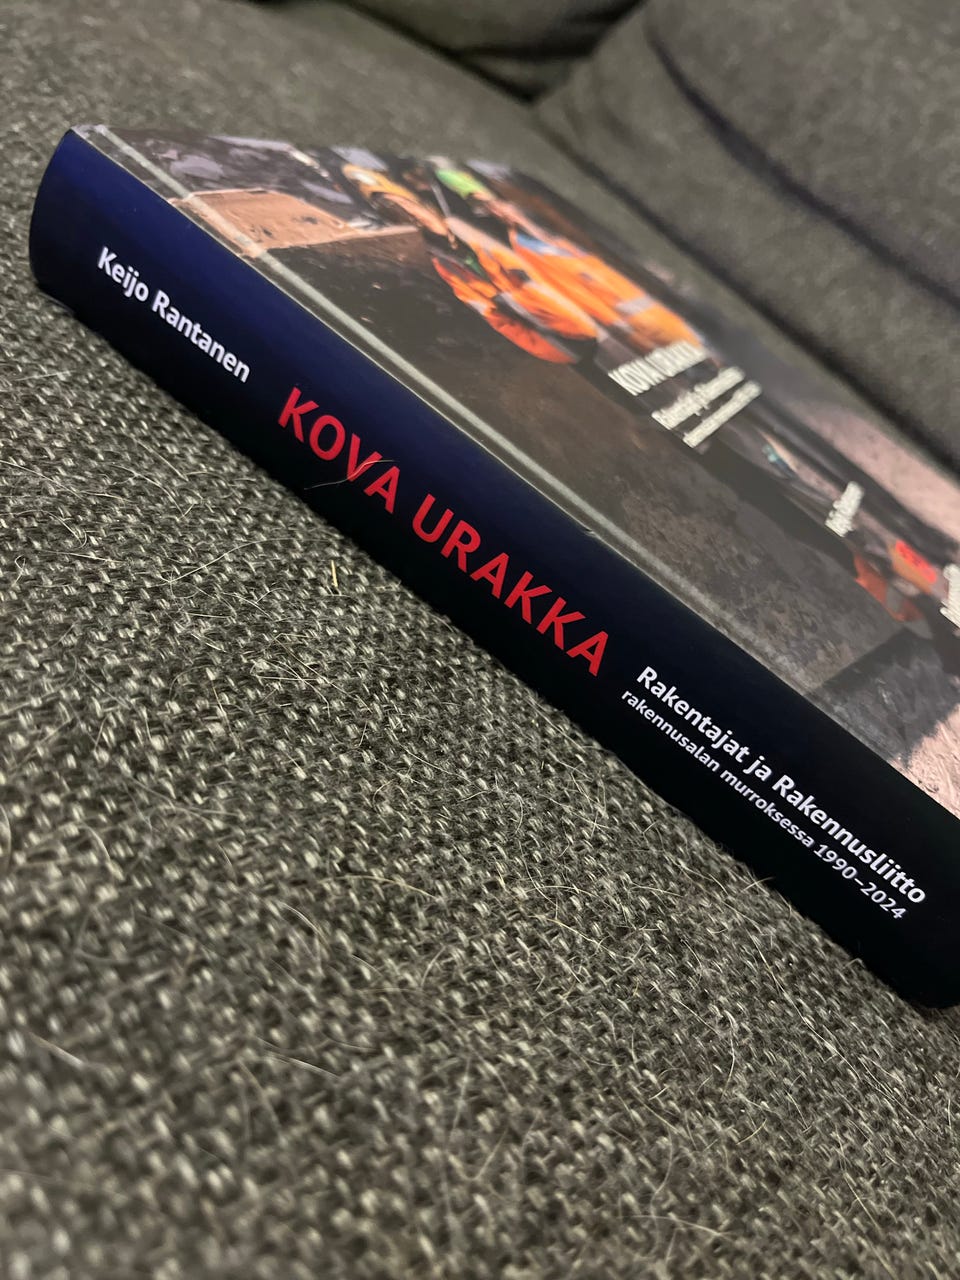 Keijo Rantanen
KOVA URAKKA
Rakentajat ja Rakennusliitto
rakennusalan murroksessa 1990–2024